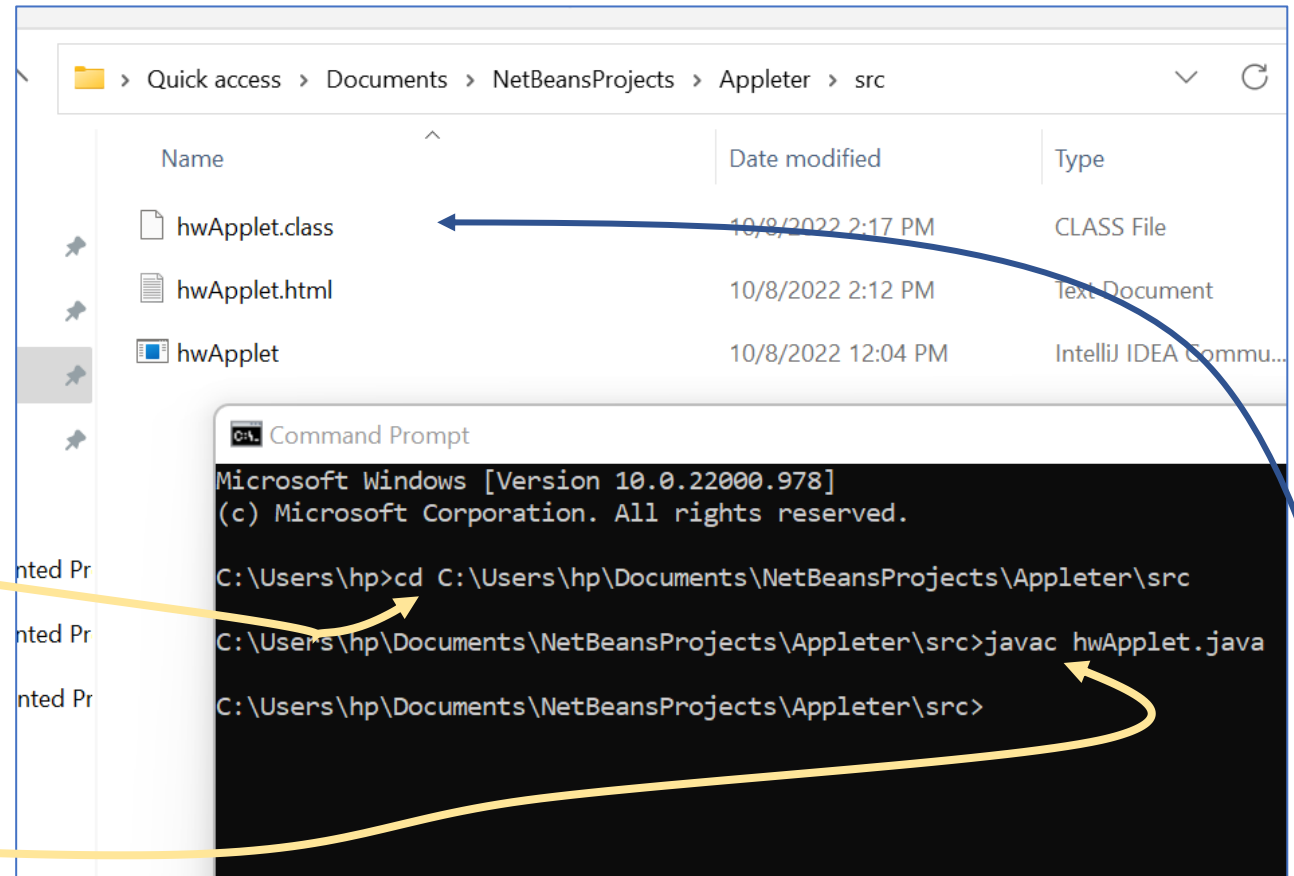 Quick access > Documents > NetBeansProjects > Appleter > src
Name Date modified Type
hwApplet.class 10/8/2022 2:17 PM CLASS File
hwApplet.html 10/8/2022 2:12 PM Text Document
hwApplet 10/8/2022 12:04 PM IntelliJ IDEA Commu...
Command Prompt
Microsoft Windows [Version 10.0.22000.978]
(c) Microsoft Corporation. All rights reserved.
nted Pr
C:\Users\hp>cd C:\Users\hp\Documents\NetBeansProjects\Appleter\src
nted Pr
C:\Users\hp\Documents\NetBeansProjects\Appleter\src>javac hwApplet.java
nted Pr
C:\Users\hp\Documents\NetBeansProjects\Appleter\src>